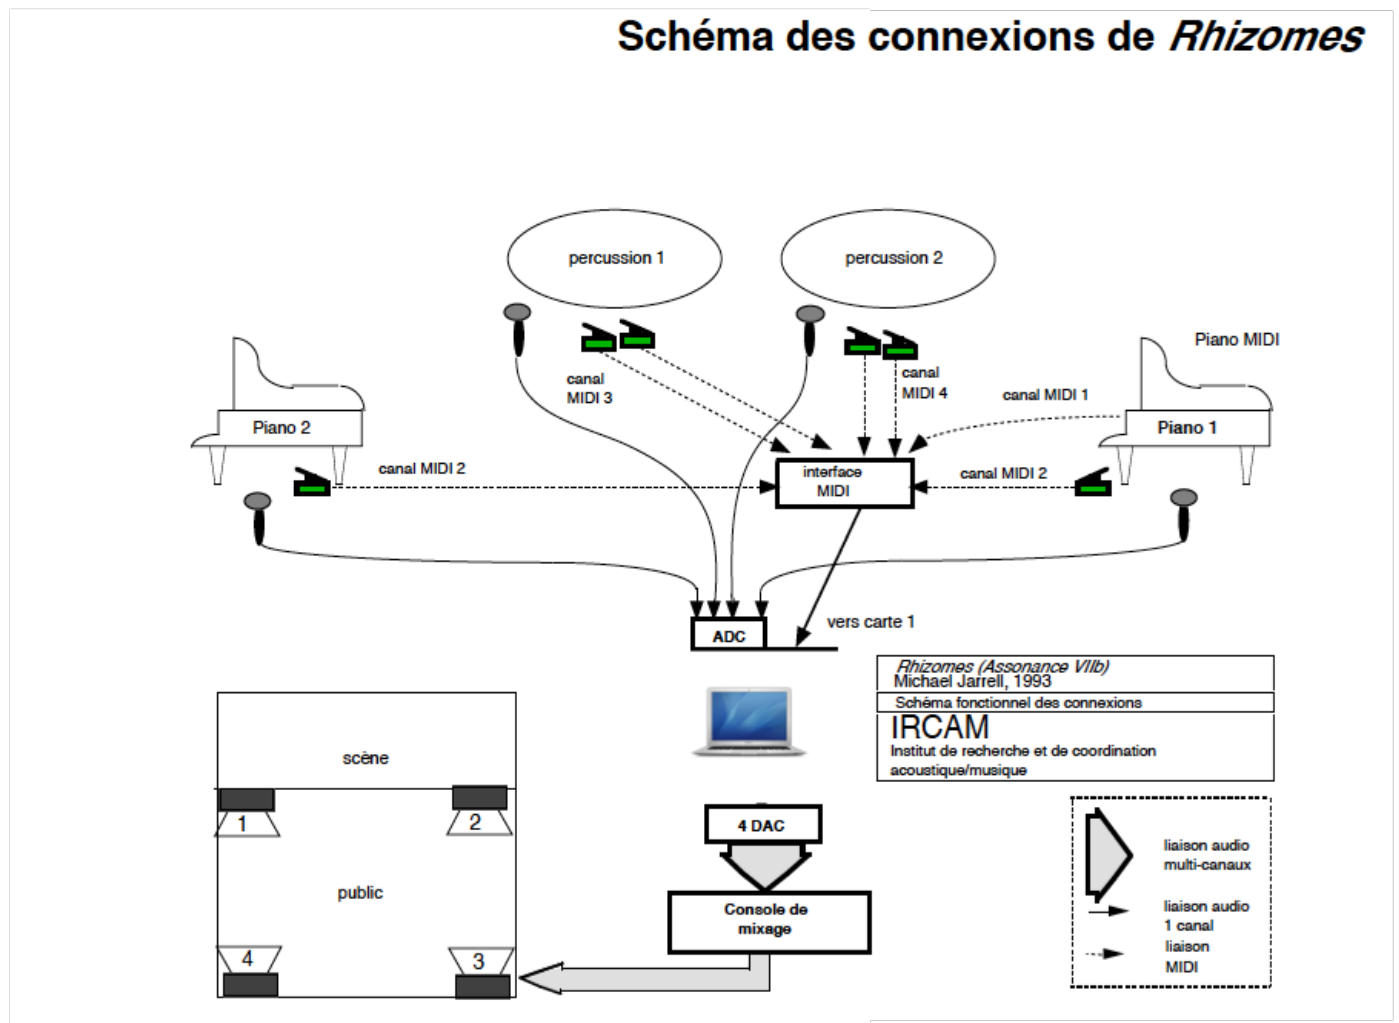 Schéma des connexions de Rhizomes
percussion 1
percussion 2
Piano MIDI
canal
MIDI 3
canal
MIDI 4
canal MIDI 1
Piano 2
Piano 1
canal MIDI 2
interface
MIDI
canal MIDI 2
vers carte 1
ADC
Rhizomes (Assonance VIIb)
Michael Jarrell, 1993
Schéma fonctionnel des connexions
IRCAM
Institut de recherche et de coordination
acoustique/musique
scène
1
2
4 DAC
public
liaison audio
multi-canaux
Console de
mixage
liaison audio
1 canal
liaison
MIDI
4
3